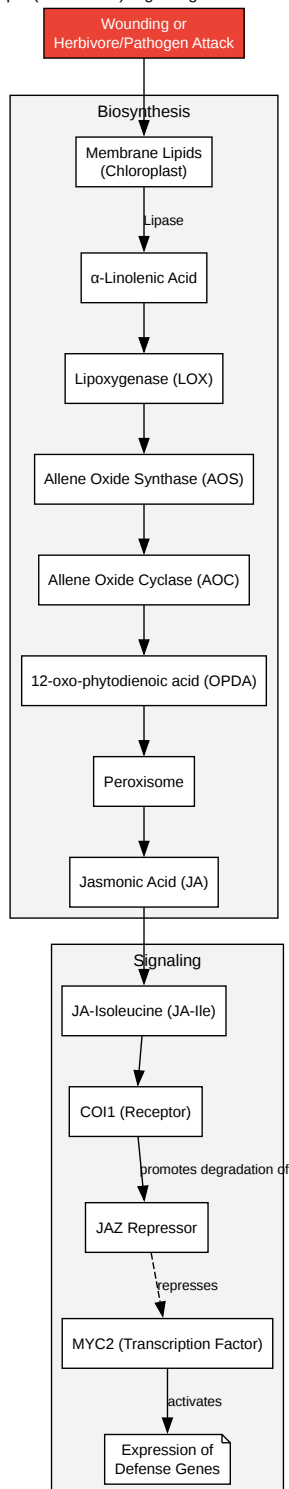 Wounding or
Herbivore/Pathogen Attack
Biosynthesis
Membrane Lipids
(Chloroplast)
Lipase
α-Linolenic Acid
Lipoxygenase (LOX)
Allene Oxide Synthase (AOS)
Allene Oxide Cyclase (AOC)
12-oxo-phytodienoic acid (OPDA)
Peroxisome
Jasmonic Acid (JA)
Signaling
JA-Isoleucine (JA-Ile)
COI1 (Receptor)
promotes degradation of
JAZ Repressor
represses
MYC2 (Transcription Factor)
activates
Expression of
Defense Genes